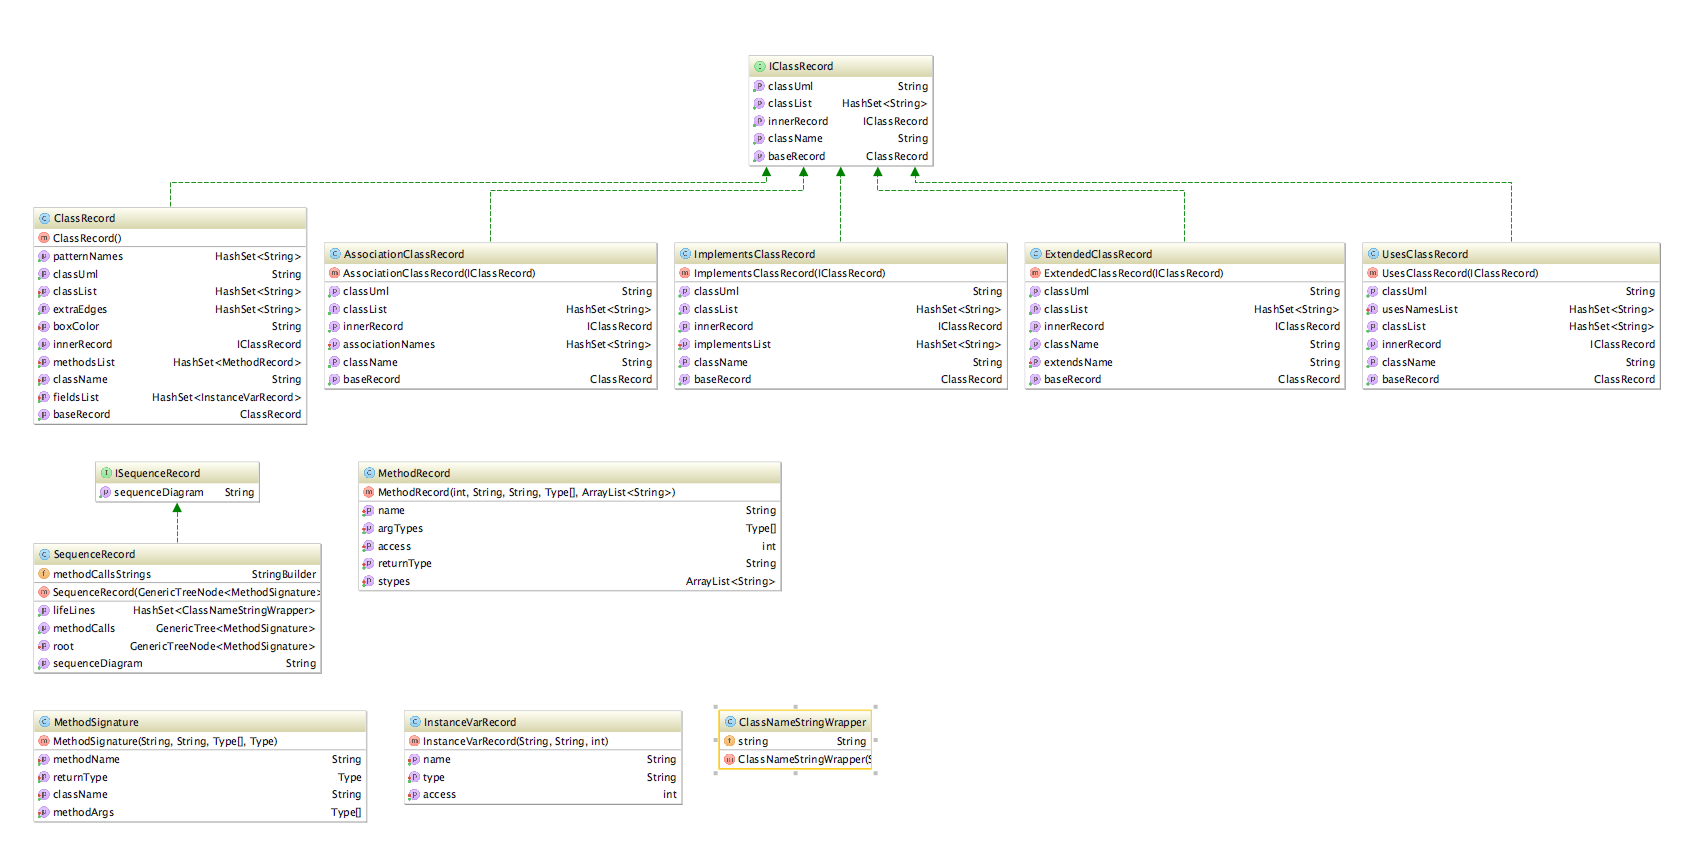 IClassRecord
classUml String
classList HashSet<String>
innerRecord IClassRecord
className String
baseRecord ClassRecord
ClassRecord
ClassRecord()
patternNames HashSet<String>
classUml String
classList HashSet<String>
extraEdges HashSet<String>
boxColor String
innerRecord IClassRecord
methodsList HashSet<MethodRecord>
className String
fieldsList HashSet<InstanceVarRecord>
baseRecord ClassRecord
AssociationClassRecord
AssociationClassRecord(IClassRecord)
classUml String
classList HashSet<String>
innerRecord IClassRecord
associationNames HashSet<String>
className String
baseRecord ClassRecord
ImplementsClassRecord
ImplementsClassRecord(IClassRecord)
classUml String
classList HashSet<String>
innerRecord IClassRecord
implementsList HashSet<String>
className String
baseRecord ClassRecord
ExtendedClassRecord
ExtendedClassRecord(IClassRecord)
classUml String
classList HashSet<String>
innerRecord IClassRecord
className String
extendsName String
baseRecord ClassRecord
UsesClassRecord
UsesClassRecord(IClassRecord)
classUml String
usesNamesList HashSet<String>
classList HashSet<String>
innerRecord IClassRecord
className String
baseRecord ClassRecord
ISequenceRecord
sequenceDiagram String
SequenceRecord
methodCallsStrings StringBuilder
SequenceRecord(GenericTreeNode<MethodSignature>
lifeLines HashSet<ClassNameStringWrapper>
methodCalls GenericTree<MethodSignature>
root GenericTreeNode<MethodSignature>
sequenceDiagram String
MethodRecord
MethodRecord(int, String, String, Type[], ArrayList<String>)
name String
argTypes Type[]
access int
returnType String
stypes ArrayList<String>
MethodSignature
MethodSignature(String, String, Type[], Type)
methodName String
returnType Type
className String
methodArgs Type[]
InstanceVarRecord
InstanceVarRecord(String, String, int)
name String
type String
access int
ClassNameStringWrapper
string String
ClassNameStringWrapper(S